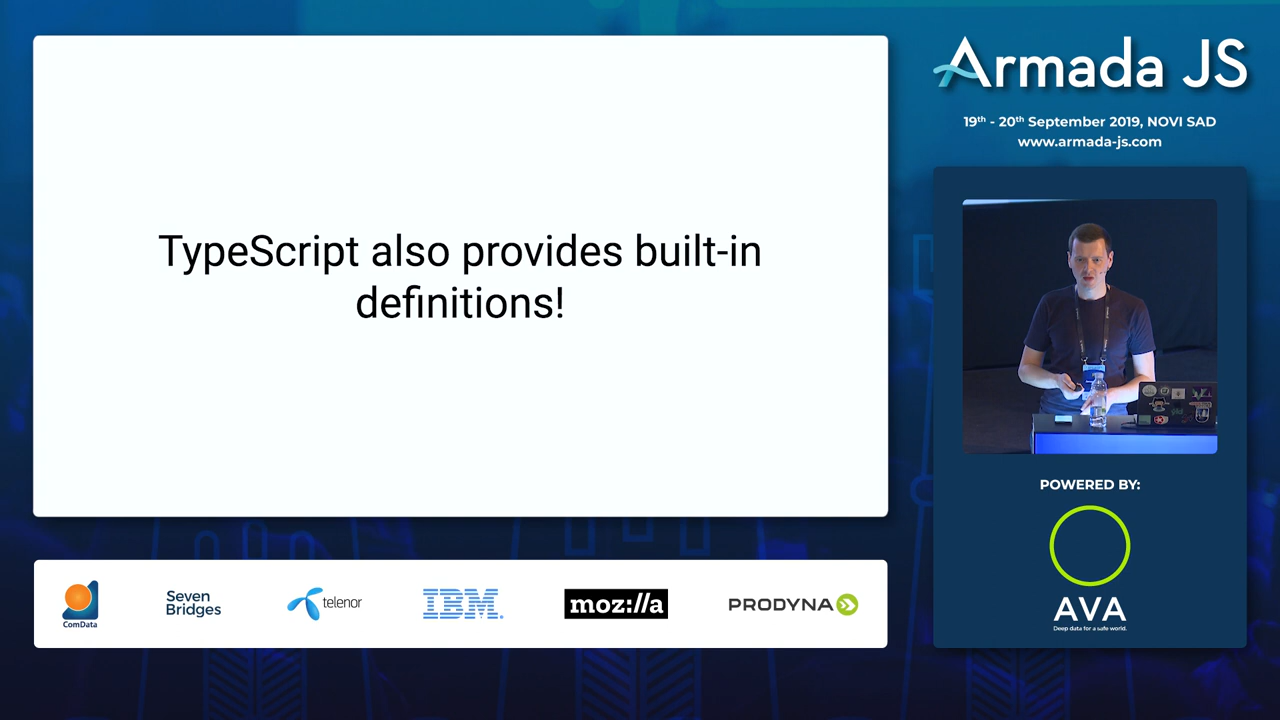 TypeScript also provides built-in
definitions!
Armada JS
19th - 20th September 2019, NOVI SAD
www.armada-js.com
POWERED BY:
AVA
Deep data for a safe world.
ComData
Seven
Bridges
telenor
IBM
moz://a
PRODYNA